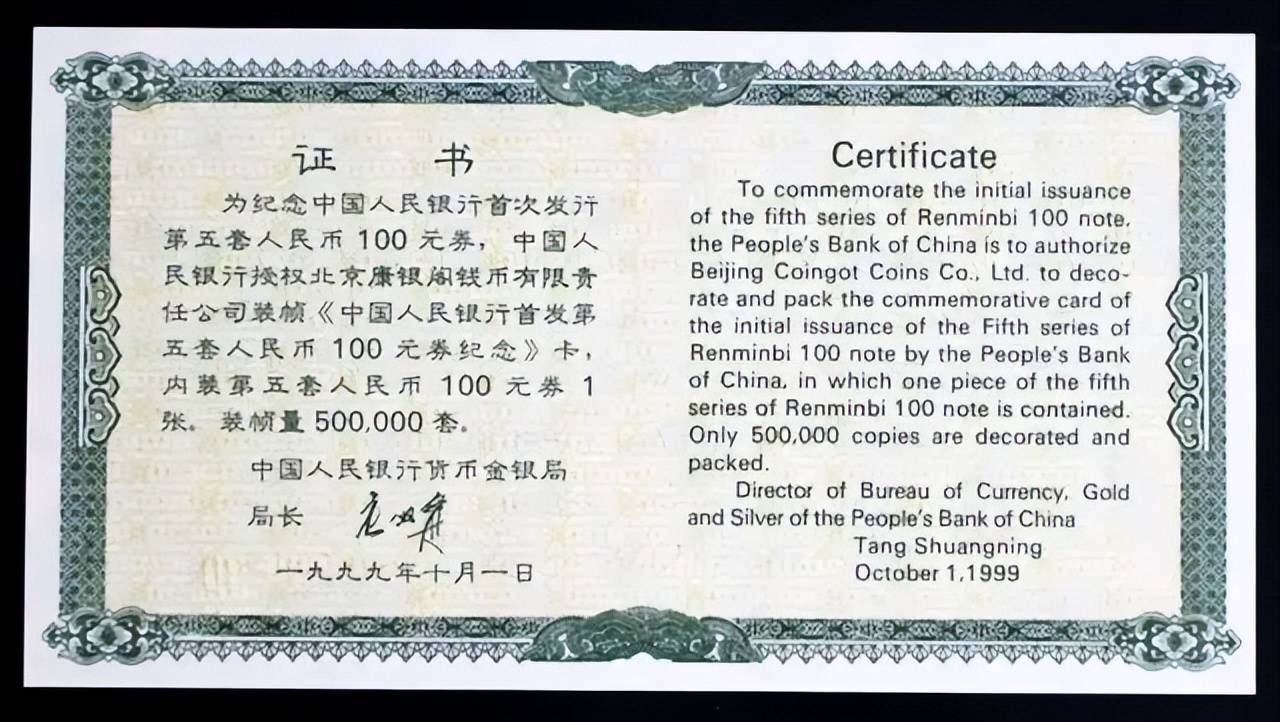 证 书
为纪念中国人民银行首次发行
第五套人民币 100 元券，中国人
民银行授权北京康银阁钱币有限责
任公司装帧《中国人民银行首发第
五套人民币 100 元券纪念》卡，
内装第五套人民币 100 元券 1
张。装帧量 500,000 套。
中国人民银行货币金银局
局长
一九九九年十月一日
Certificate
To commemorate the initial issuance
of the fifth series of Renminbi 100 note,
the People's Bank of China is to authorize
Beijing Coingot Coins Co., Ltd. to deco-
rate and pack the commemorative card of
the initial issuance of the Fifth series of
Renminbi 100 note by the People's Bank
of China, in which one piece of the fifth
series of Renminbi 100 note is contained.
Only 500,000 copies are decorated and
packed.
Director of Bureau of Currency, Gold
and Silver of the People's Bank of China
Tang Shuangning
October 1,1999